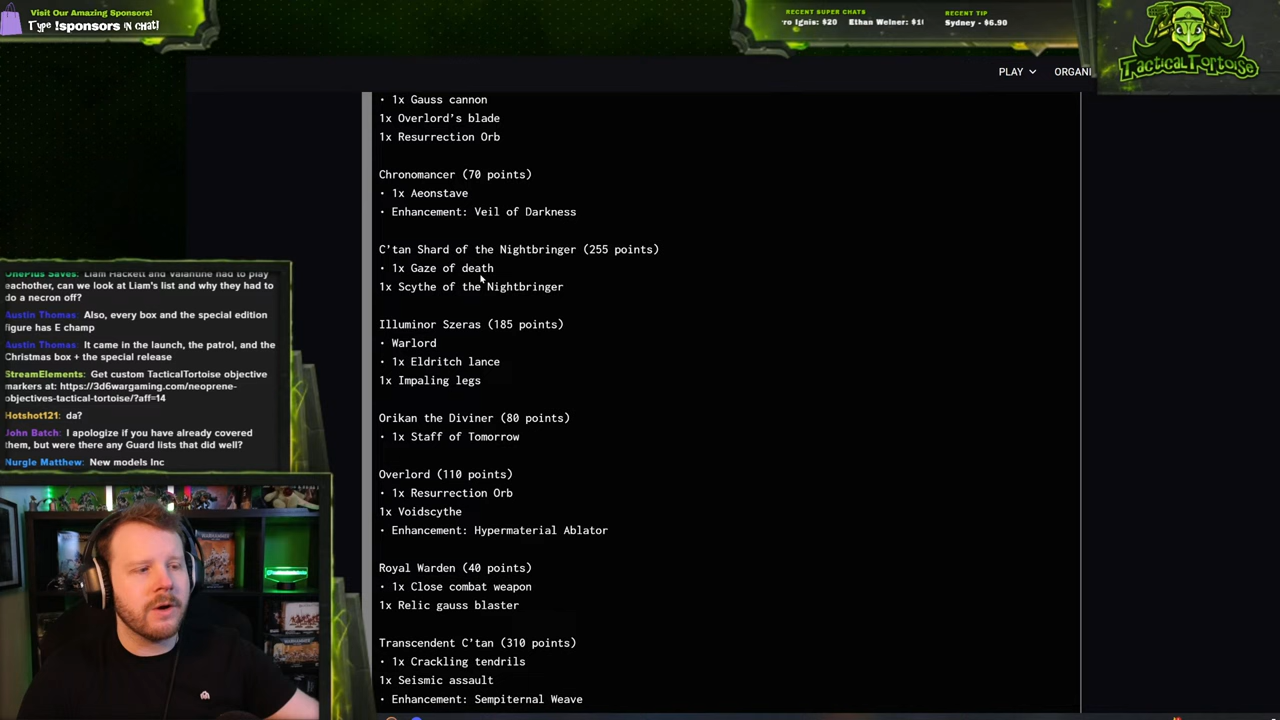 Visit Our Amazing Sponsors!
Type !sponsors in chat!
RECENT SUPER CHATS
ro Ignis: $20 Ethan Welner: $1
RECENT TIP
Sydney - $6.90
TacticalTortoise
PLAY
ORGANI
• 1x Gauss cannon
1x Overlord’s blade
1x Resurrection Orb
Chronomancer (70 points)
• 1x Aeonstave
• Enhancement: Veil of Darkness
C’tan Shard of the Nightbringer (255 points)
• 1x Gaze of death
1x Scythe of the Nightbringer
Illuminor Szeras (185 points)
• Warlord
• 1x Eldritch lance
1x Impaling legs
Orikan the Diviner (80 points)
• 1x Staff of Tomorrow
Overlord (110 points)
• 1x Resurrection Orb
1x Voidscythe
• Enhancement: Hypermaterial Ablator
Royal Warden (40 points)
• 1x Close combat weapon
1x Relic gauss blaster
Transcendent C’tan (310 points)
• 1x Crackling tendrils
1x Seismic assault
• Enhancement: Sempiternal Weave
OnePlus Saves: Liam Hackett and Valantine had to play
eachother, can we look at Liam's list and why they had to
do a necron off?
Austin Thomas: Also, every box and the special edition
figure has E champ
Austin Thomas: It came in the launch, the patrol, and the
Christmas box + the special release
StreamElements: Get custom TacticalTortoise objective
markers at: https://3d6wargaming.com/neoprene-
objectives-tactical-tortoise/?aff=14
Hotshot121: da?
John Batch: I apologize if you have already covered
them, but were there any Guard lists that did well?
Nurgle Matthew: New models Inc